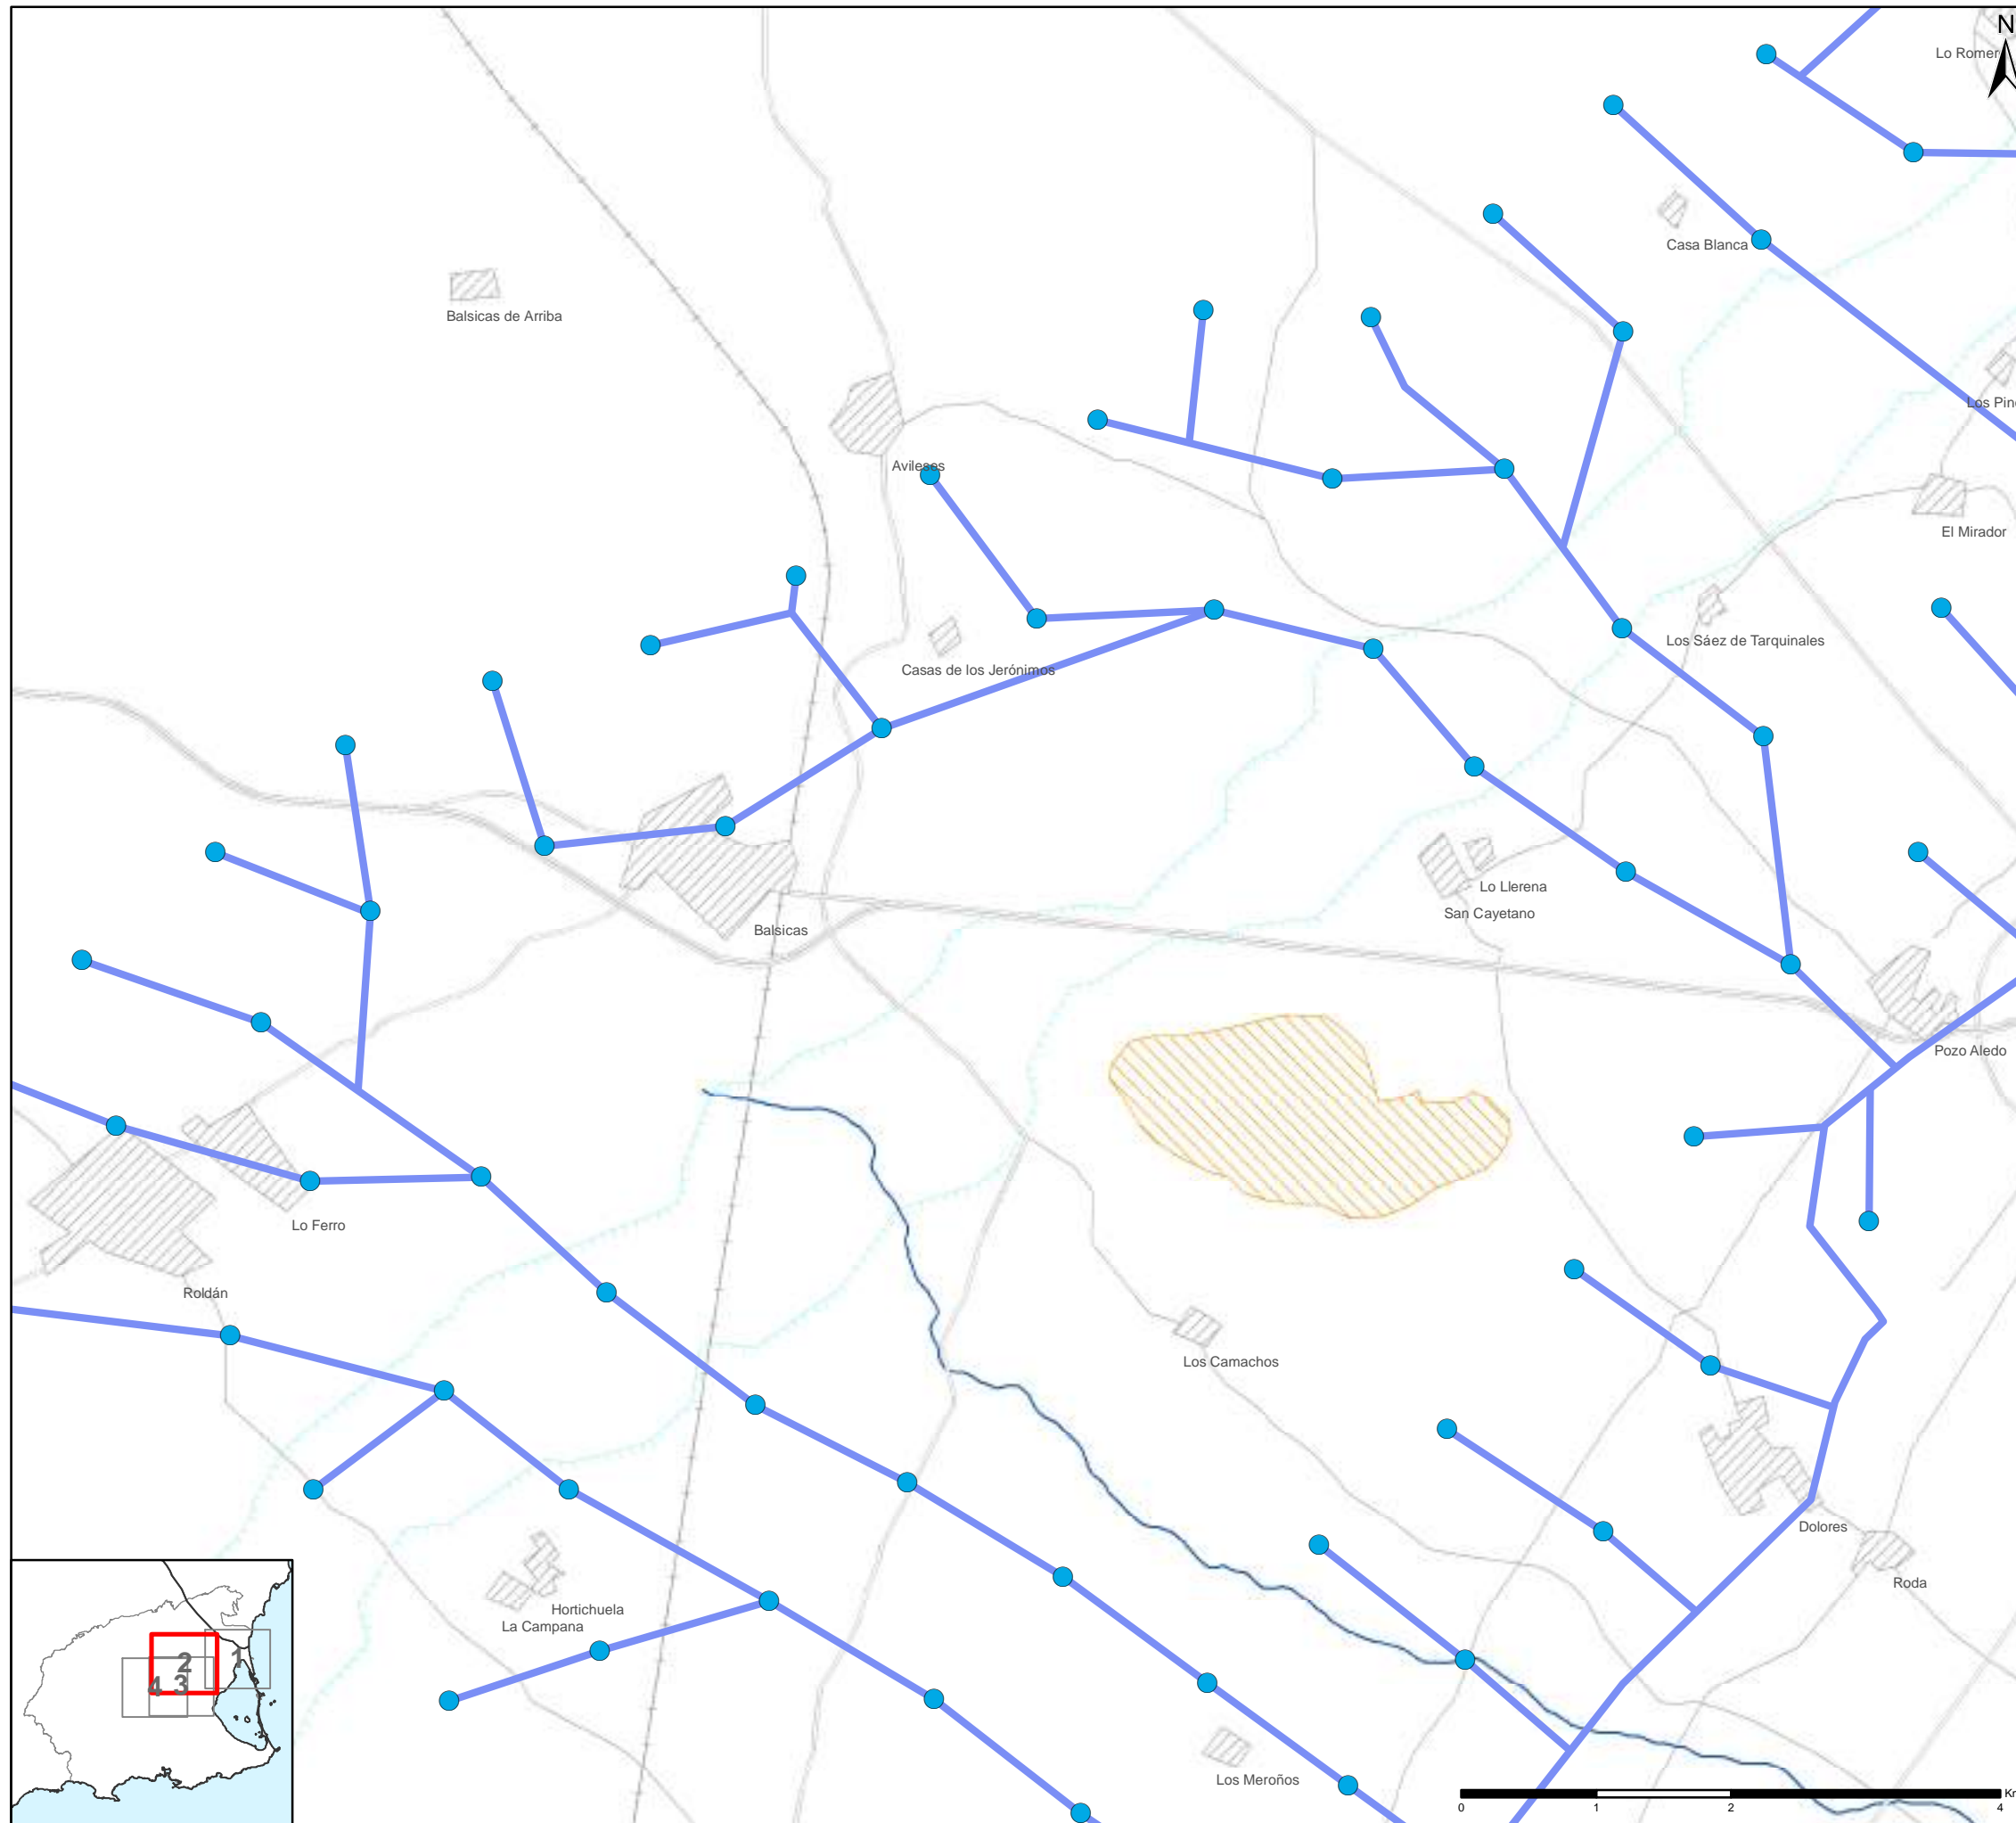 N
Lo Romer
Casa Blanca
Balsicas de Arriba
Los Pin
Avileses
El Mirador
Los Sáez de Tarquinales
Casas de los Jerónimos
Lo Llerena
San Cayetano
Balsicas
Pozo Aledo
Lo Ferro
Roldán
Los Camachos
Dolores
Roda
Hortichuela
La Campana
1
2
3
4
Los Meroños
Km
0 1 2 4